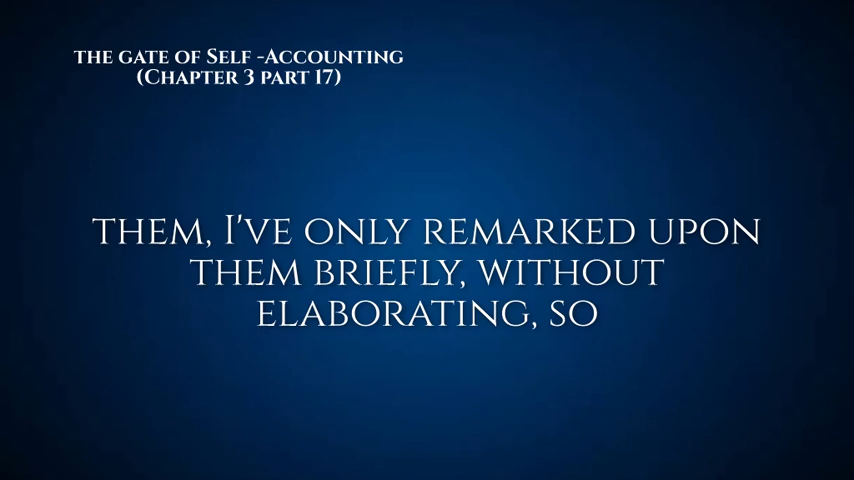 the gate of Self -Accounting
(Chapter 3 part 17)
them, I've only remarked upon
them briefly, without
elaborating, so